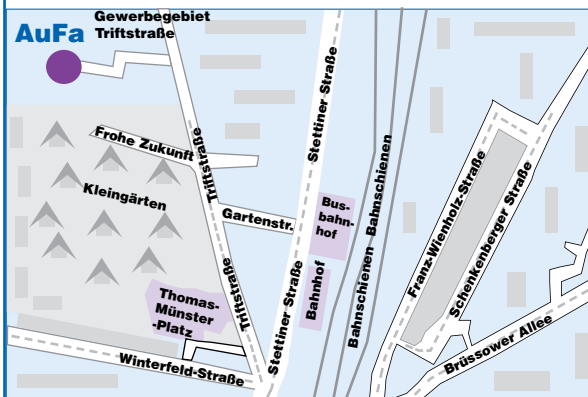 Gewerbegebiet
Triftstraße
AuFa
Stettiner Straße
Frohe Zukunft
Triftstraße
Kleingärten
Gartenstr.
Bus-
bahn-
hof
Bahnschienen
Franz-Wienholz-Straße
Schenkenberger Straße
Thomas-
Münster
-Platz
Triftstraße
Stettiner Straße
Bahnhof
Bahnschienen
Winterfeld-Straße
Brüssower Allee